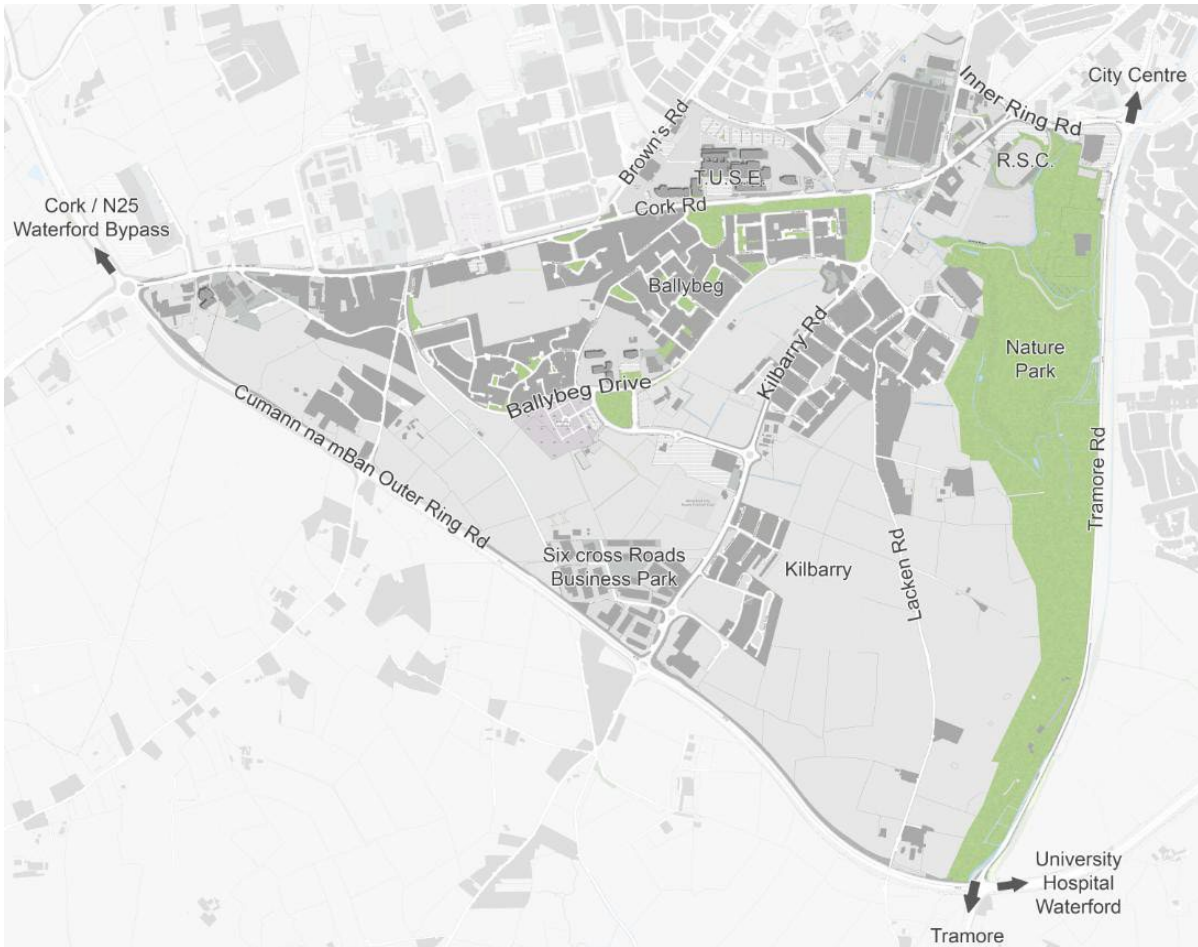 City Centre
Inner Ring Rd
R.S.C.
Brown's Rd
T.U.S.E.
Cork Rd
Cork / N25
Waterford Bypass
Ballybeg
Kilbarry Rd
Nature
Park
Ballybeg Drive
Cumann na mBan Outer Ring Rd
Tramore Rd
Six cross Roads
Business Park
Kilbarry
Lacken Rd
University
Hospital
Waterford
Tramore